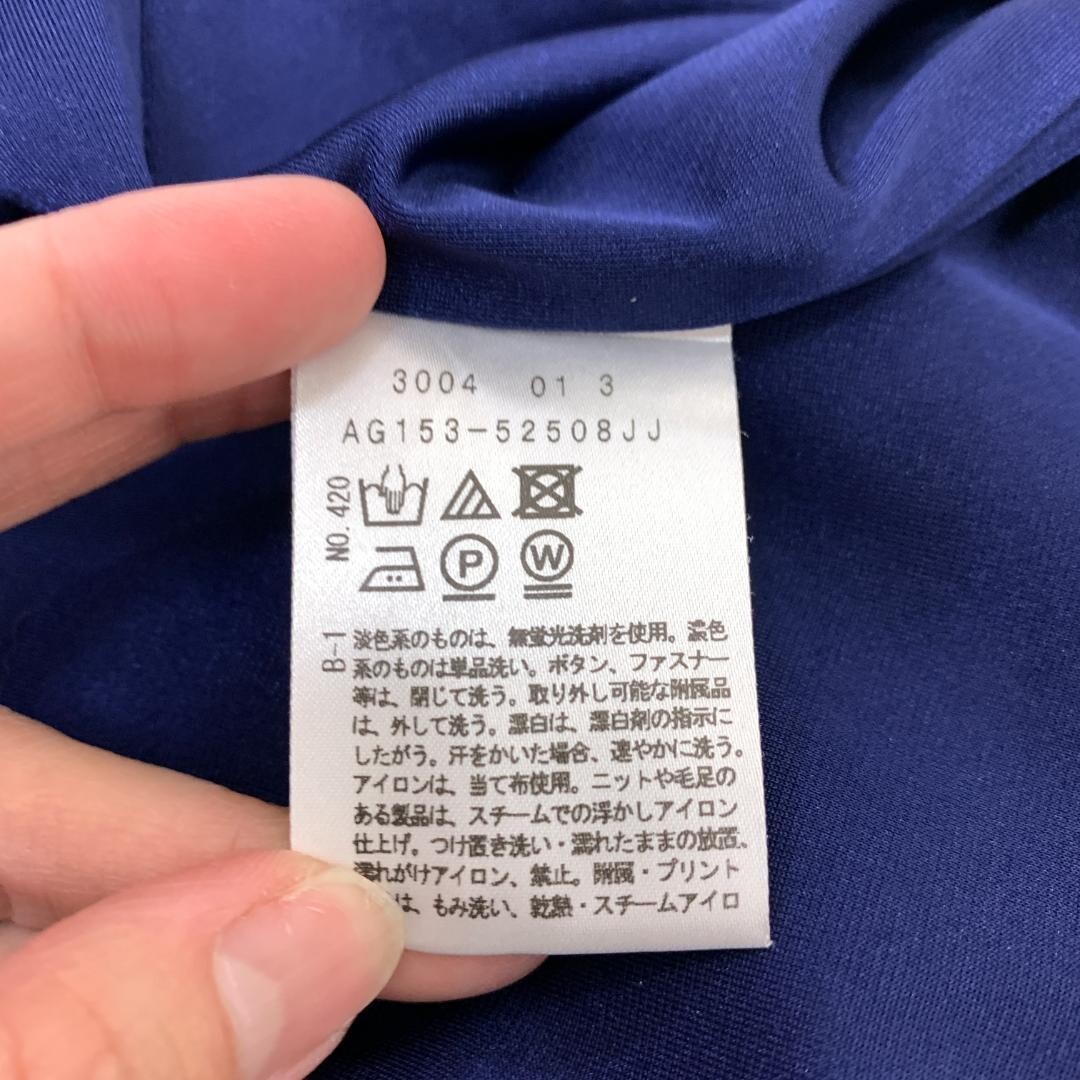 3004 01 3
AG153-52508JJ
NO.420
P
W
B-1
淡色系のものは、無蛍光洗剤を使用。濃色
系のものは単品洗い。ボタン、ファスナー
等は、閉じて洗う。取り外し可能な附属品
は、外して洗う。漂白は、漂白剤の指示に
したがう。汗をかいた場合、速やかに洗う。
アイロンは、当て布使用。ニットや毛足の
ある製品は、スチームでの浮かしアイロン
仕上げ。つけ置き洗い・濡れたままの放置、
濡れがけアイロン、禁止。附属・プリント
は、もみ洗い、乾熱・スチームアイロ